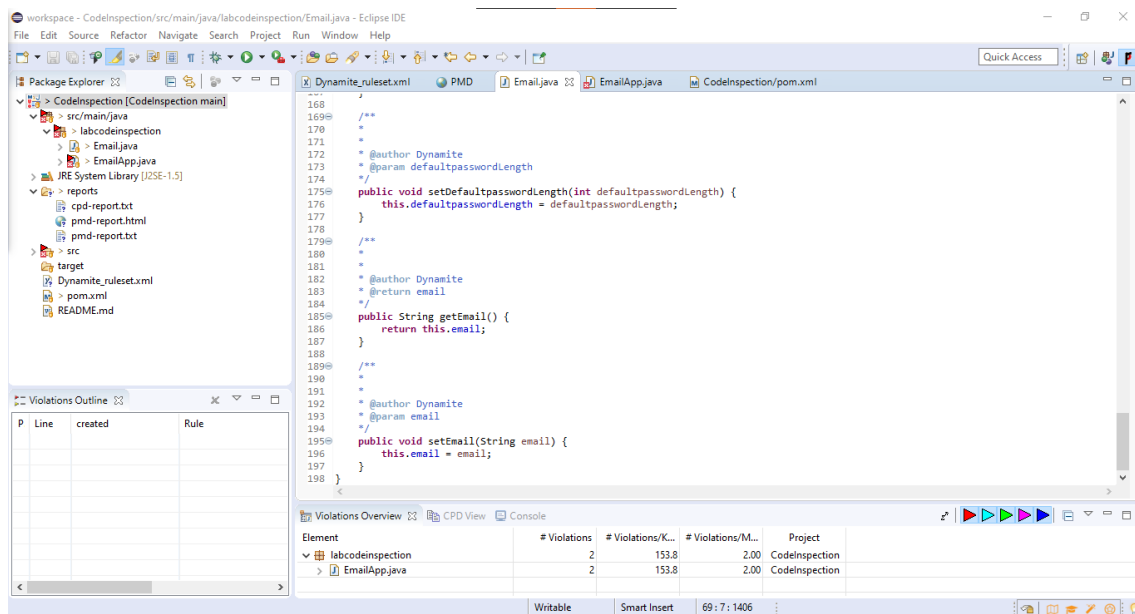 workspace - CodeInspection/src/main/java/labcodeinspection/Email.java - Eclipse IDE
File Edit Source Refactor Navigate Search Project Run Window Help
Quick Access
Package Explorer
> CodeInspection [CodeInspection main]
> src/main/java
> labcodeinspection
> Email.java
> EmailApp.java
JRE System Library [J2SE-1.5]
> reports
cpd-report.txt
pmd-report.html
pmd-report.txt
> src
target
Dynamite_ruleset.xml
> pom.xml
README.md
Violations Outline
P Line created Rule
Dynamite_ruleset.xml PMD Email.java EmailApp.java CodeInspection/pom.xml
168
169 /**
170 *
171 *
172 * @author Dynamite
173 * @param defaultpasswordLength
174 */
175 public void setDefaultpasswordLength(int defaultpasswordLength) {
176 this.defaultpasswordLength = defaultpasswordLength;
177 }
178
179 /**
180 *
181 *
182 * @author Dynamite
183 * @return email
184 */
185 public String getEmail() {
186 return this.email;
187 }
188
189 /**
190 *
191 *
192 * @author Dynamite
193 * @param email
194 */
195 public void setEmail(String email) {
196 this.email = email;
197 }
198 }
Violations Overview CPD View Console
Element # Violations # Violations/K... # Violations/M... Project
labcodeinspection 2 153.8 2.00 CodeInspection
EmailApp.java 2 153.8 2.00 CodeInspection
Writable Smart Insert 69 : 7 : 1406